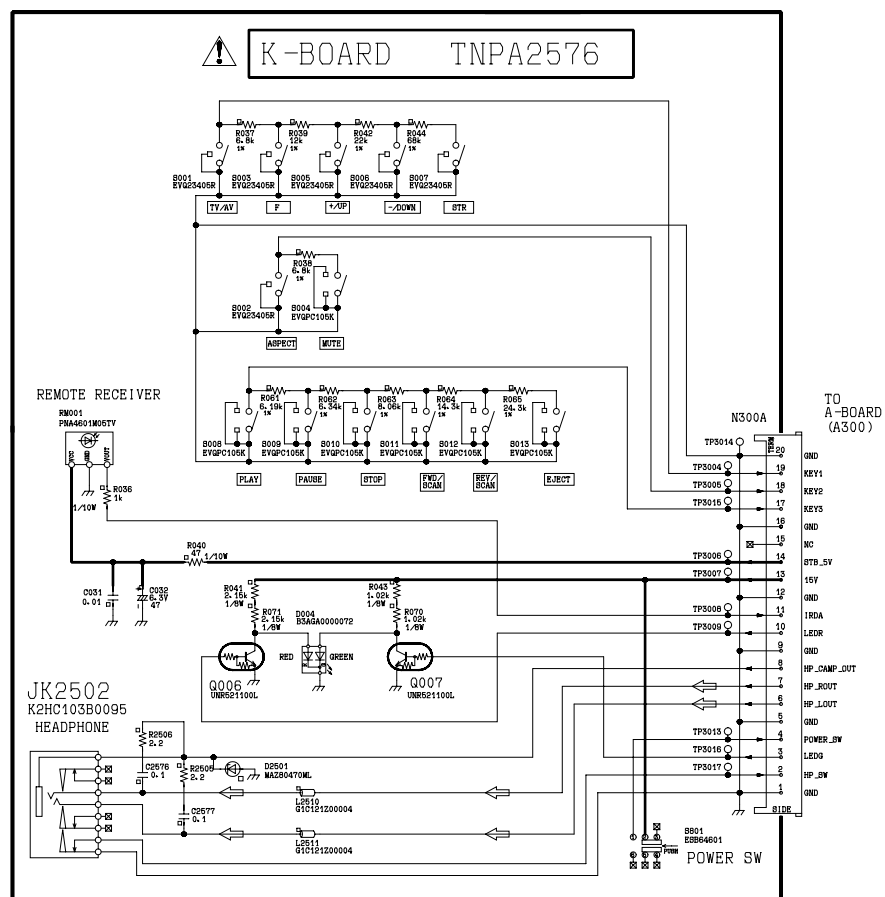 K-BOARD TNPA2576
R037
6.8k
1%
R039
12k
1%
R042
22k
1%
R044
68k
1%
S001
EVQ23405R
S003
EVQ23405R
S005
EVQ23405R
S006
EVQ23405R
S007
EVQ23405R
TV/AV
F
+/UP
-/DOWN
STR
R038
6.8k
1%
S002
EVQ23405R
S004
EVQPC105K
ASPECT
MUTE
REMOTE RECEIVER
RM001
PNA4601M05TV
VCC
GND
VOUT
R036
1k
1/10W
R061
6.19k
1%
R062
6.34k
1%
R063
8.06k
1%
R064
14.3k
1%
R065
24.3k
1%
S008
EVQPC105K
S009
EVQPC105K
S010
EVQPC105K
S011
EVQPC105K
S012
EVQPC105K
S013
EVQPC105K
PLAY
PAUSE
STOP
FWD/
SCAN
REV/
SCAN
EJECT
TO
A-BOARD
(A300)
N300A
TERM
TP3014
20
GND
TP3004
19
KEY1
TP3005
18
KEY2
TP3015
17
KEY3
16
GND
15
NC
TP3006
14
STB_5V
TP3007
13
15V
12
GND
TP3008
11
IRDA
TP3009
10
LEDR
9
GND
8
HP_CAMP_OUT
7
HP_ROUT
6
HP_LOUT
5
GND
TP3013
4
POWER_SW
TP3016
3
LEDG
TP3017
2
HP_SW
1
GND
SIDE
R040
47
1/10W
C031
0.01
C032
6.3V
47
R041
2.15k
1/8W
R071
2.15k
1/8W
D004
B3AGA0000072
R043
1.02k
1/8W
R070
1.02k
1/8W
RED
GREEN
Q006
UNR521100L
Q007
UNR521100L
JK2502
K2HC103B0095
HEADPHONE
R2506
2.2
C2576
0.1
R2505
2.2
C2577
0.1
D2501
MAZ80470ML
L2510
G1C121Z00004
L2511
G1C121Z00004
S801
ESB64601
PUSH
POWER SW